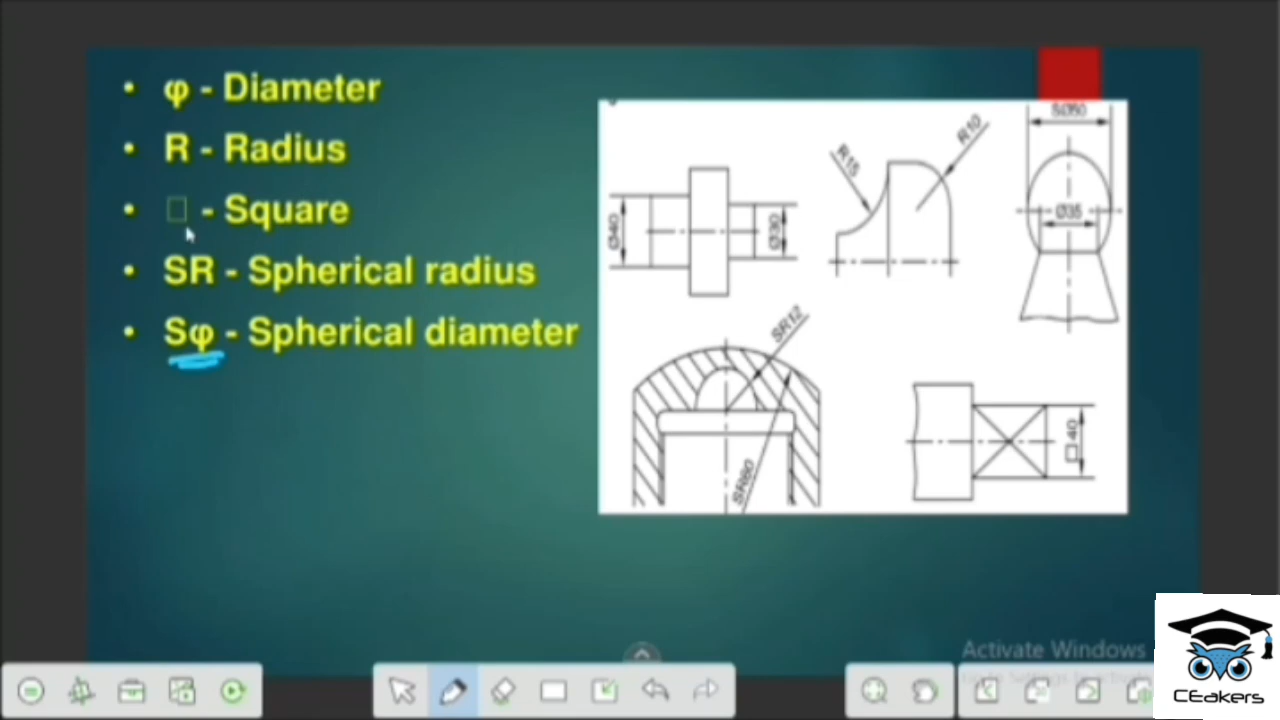 • φ - Diameter
• R - Radius
• □ - Square
• SR - Spherical radius
• Sφ - Spherical diameter
Ø40
Ø30
R15
R10
SØ50
Ø35
SR12
SR60
□ 40
Activate Windows
CEakers